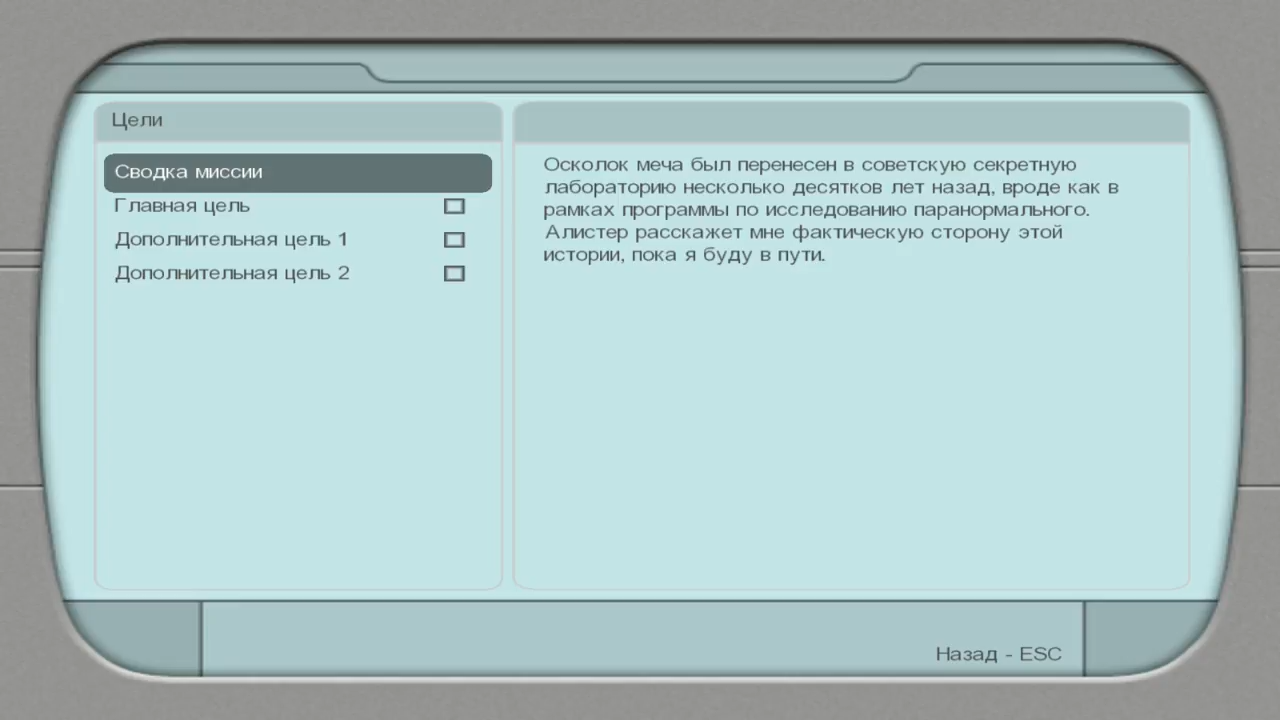 Цели
Сводка миссии
Главная цель
Дополнительная цель 1
Дополнительная цель 2
Осколок меча был перенесен в советскую секретную
лабораторию несколько десятков лет назад, вроде как в
рамках программы по исследованию паранормального.
Алистер расскажет мне фактическую сторону этой
истории, пока я буду в пути.
Назад - ESC